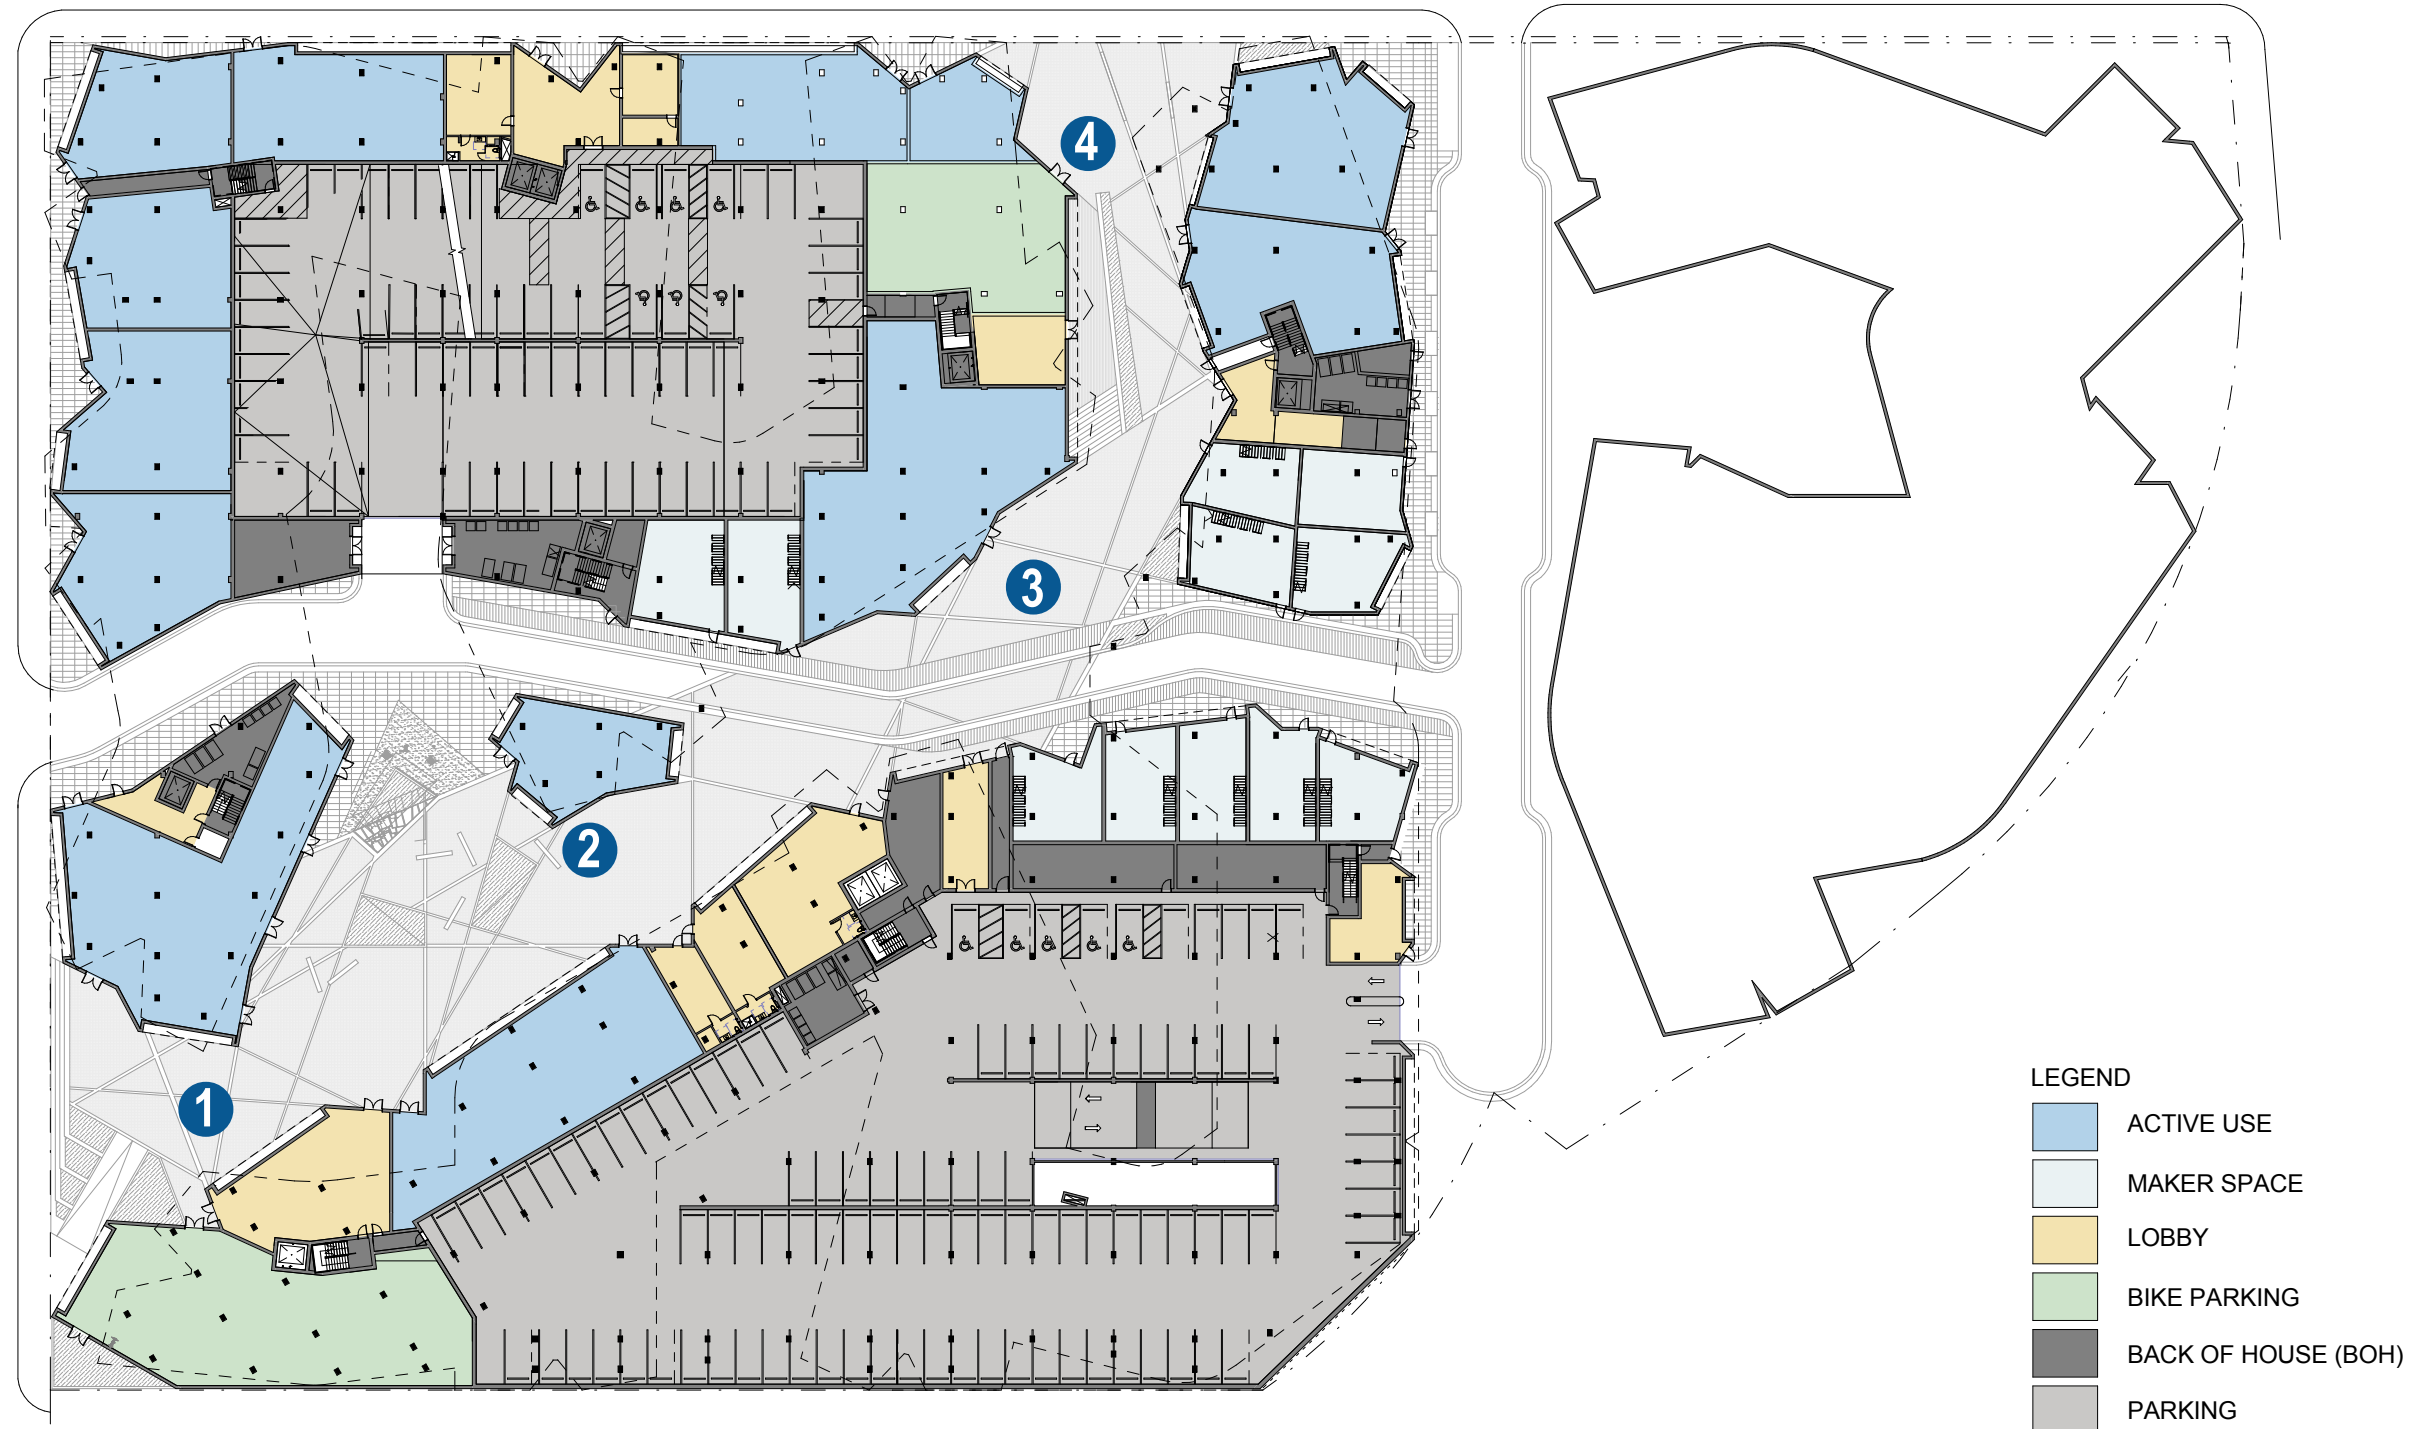 4
3
2
1
LEGEND
ACTIVE USE
MAKER SPACE
LOBBY
BIKE PARKING
BACK OF HOUSE (BOH)
PARKING